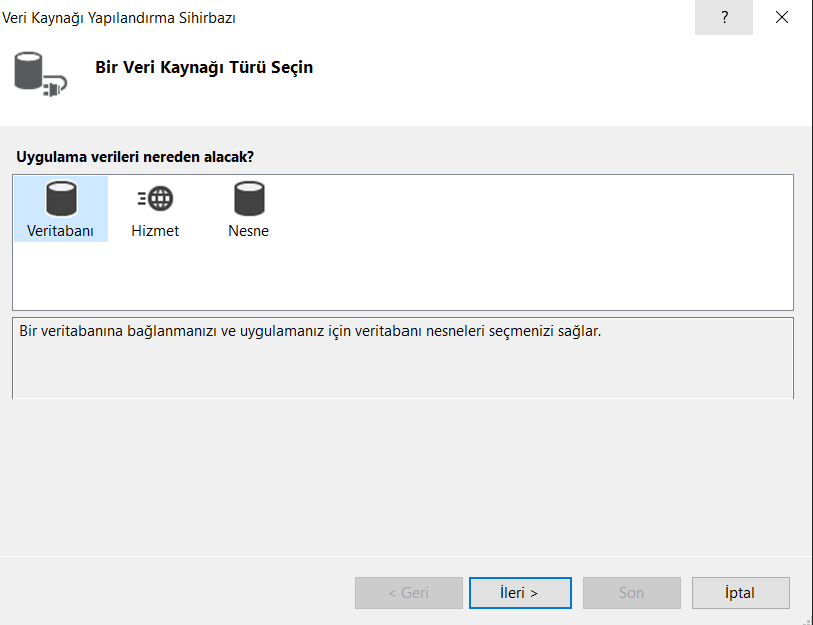 Veri Kaynağı Yapılandırma Sihirbazı
?
Bir Veri Kaynağı Türü Seçin
Uygulama verileri nereden alacak?
Veritabanı Hizmet Nesne
Bir veritabanına bağlanmanızı ve uygulamanız için veritabanı nesneleri seçmenizi sağlar.
< Geri İleri > Son İptal